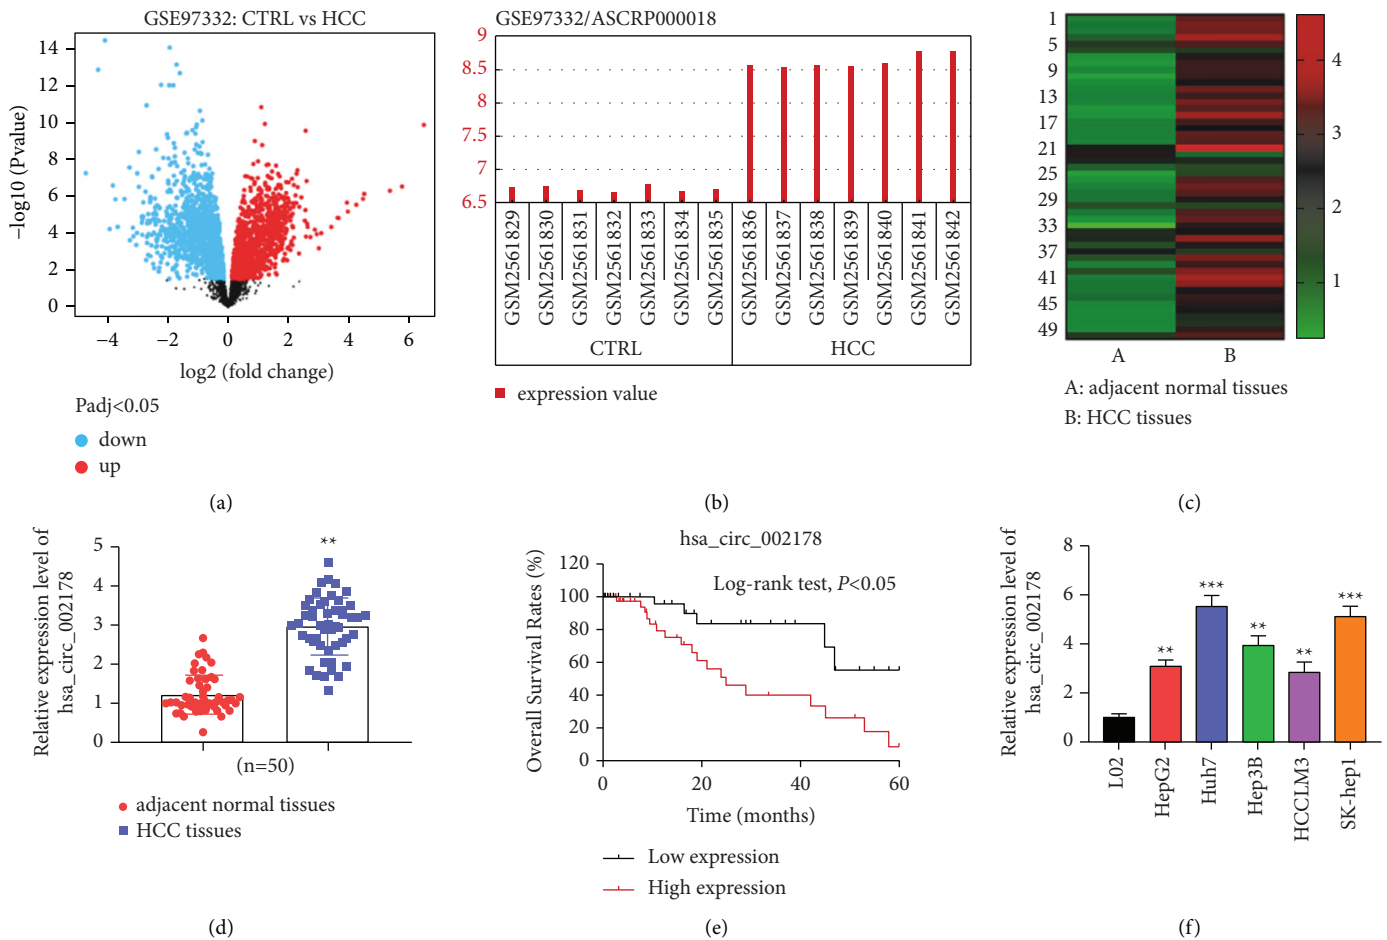 GSE97332: CTRL vs HCC
−log10 (Pvalue)
14
12
10
8
6
4
2
0
−4
−2
0
2
4
6
log2 (fold change)
Padj<0.05
down
up
(a)
GSE97332/ASCRP000018
9
8.5
8
7.5
7
6.5
GSM2561829
GSM2561830
GSM2561831
GSM2561832
GSM2561833
GSM2561834
GSM2561835
GSM2561836
GSM2561837
GSM2561838
GSM2561839
GSM2561840
GSM2561841
GSM2561842
CTRL
HCC
expression value
(b)
1
5
9
13
17
21
25
29
33
37
41
45
49
A
B
4
3
2
1
A: adjacent normal tissues
B: HCC tissues
(c)
Relative expression level of
hsa_circ_002178
5
4
3
2
1
0
**
(n=50)
adjacent normal tissues
HCC tissues
(d)
hsa_circ_002178
Overall Survival Rates (%)
120
100
80
60
40
20
0
Log-rank test, P<0.05
0
20
40
60
Time (months)
Low expression
High expression
(e)
Relative expression level of
hsa_circ_002178
8
6
4
2
0
**
***
**
**
***
L02
HepG2
Huh7
Hep3B
HCCLM3
SK-hep1
(f)